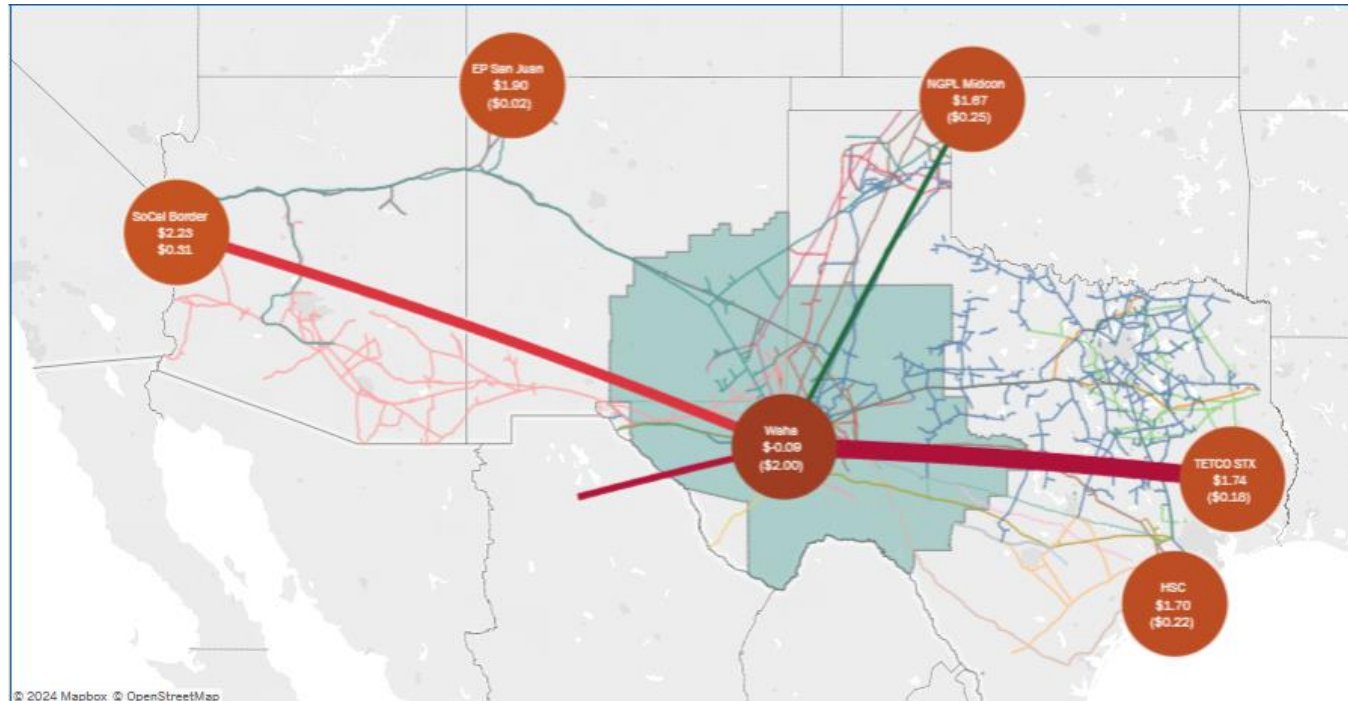 EP San Juan
$1.90
($0.02)
NGPL Midcon
$1.67
($0.25)
SoCal Border
$2.23
$0.31
Waha
$-0.09
($2.00)
TETCO STX
$1.74
($0.18)
HSC
$1.70
($0.22)
© 2024 Mapbox © OpenStreetMap